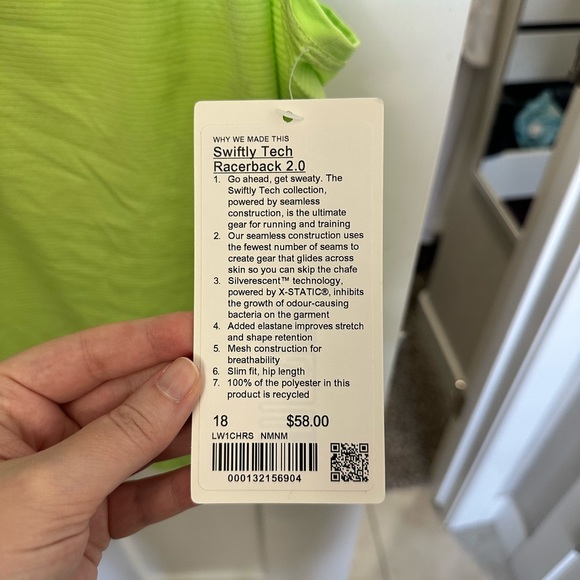 WHY WE MADE THIS
Swiftly Tech
Racerback 2.0
1. Go ahead, get sweaty. The
Swiftly Tech collection,
powered by seamless
construction, is the ultimate
gear for running and training
2. Our seamless construction uses
the fewest number of seams to
create gear that glides across
skin so you can skip the chafe
3. Silverescent™ technology,
powered by X-STATIC®, inhibits
the growth of odour-causing
bacteria on the garment
4. Added elastane improves stretch
and shape retention
5. Mesh construction for
breathability
6. Slim fit, hip length
7. 100% of the polyester in this
product is recycled
18 $58.00
LW1CHRS NMNM
000132156904